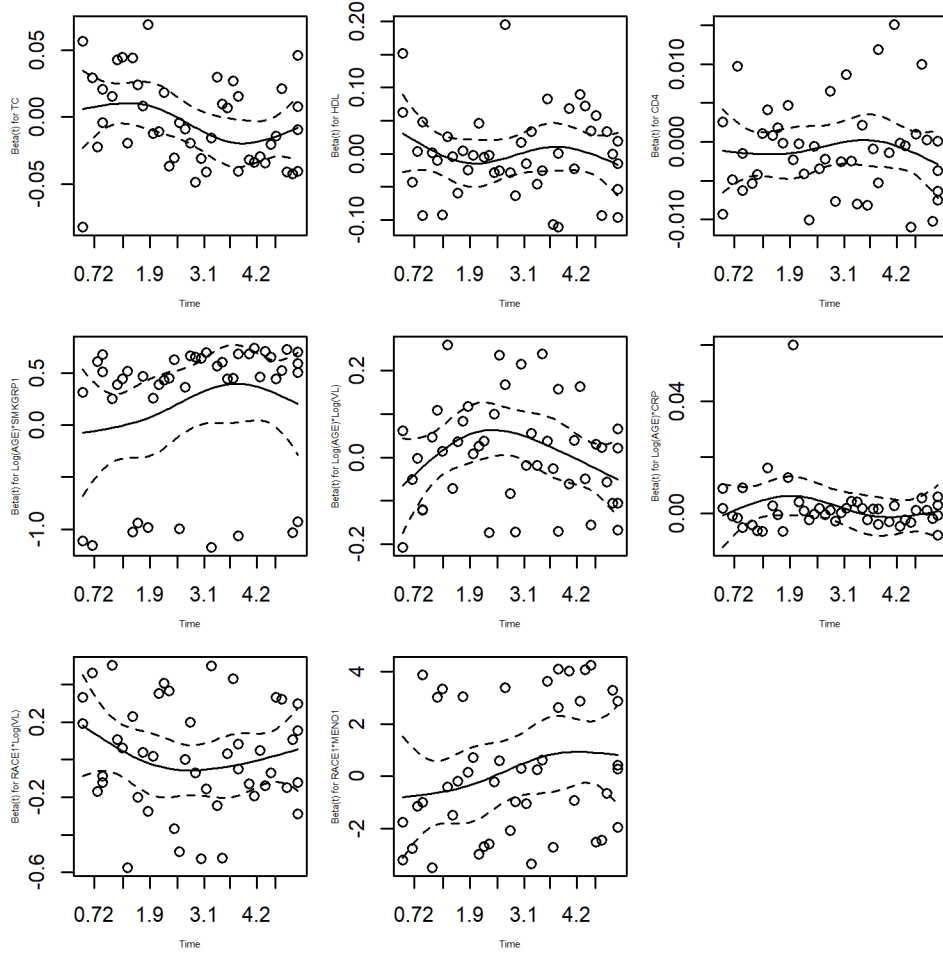 Beta(t) for TC
0.05
0.00
-0.05
0.72 1.9 3.1 4.2
Time
Beta(t) for HDL
0.20
0.10
0.00
-0.10
0.72 1.9 3.1 4.2
Time
Beta(t) for CD4
0.010
0.000
-0.010
0.72 1.9 3.1 4.2
Time
Beta(t) for Log(AGE)*SMKGRP1
0.5
0.0
-1.0
0.72 1.9 3.1 4.2
Time
Beta(t) for Log(AGE)*Log(VL)
0.2
0.0
-0.2
0.72 1.9 3.1 4.2
Time
Beta(t) for Log(AGE)*CRP
0.04
0.00
0.72 1.9 3.1 4.2
Time
Beta(t) for RACE1*Log(VL)
0.2
-0.2
-0.6
0.72 1.9 3.1 4.2
Time
Beta(t) for RACE1*MENO1
4
2
0
-2
0.72 1.9 3.1 4.2
Time